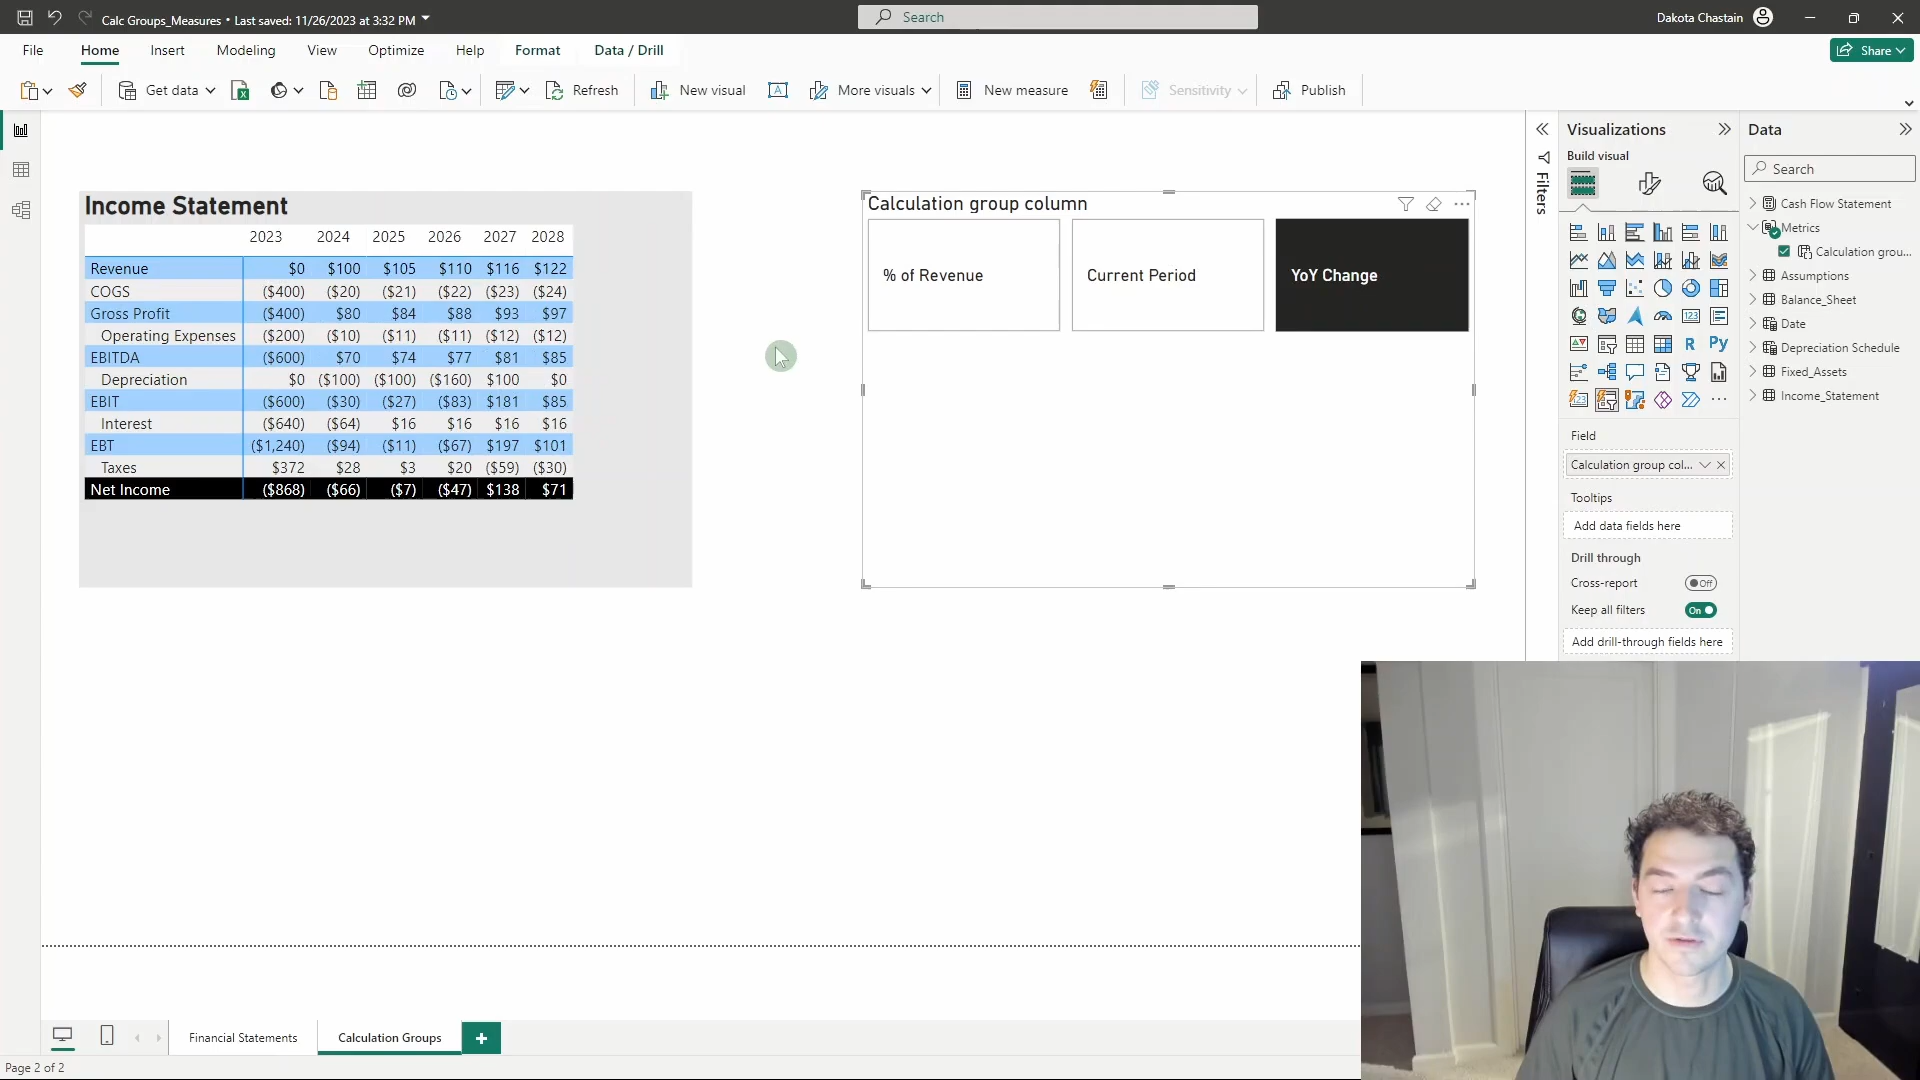 Calc Groups_Measures • Last saved: 11/26/2023 at 3:32 PM
Search
Dakota Chastain
File Home Insert Modeling View Optimize Help Format Data / Drill
Share
Get data Refresh New visual A More visuals New measure Sensitivity Publish
Income Statement
2023 2024 2025 2026 2027 2028
Revenue $0 $100 $105 $110 $116 $122
COGS ($400) ($20) ($21) ($22) ($23) ($24)
Gross Profit ($400) $80 $84 $88 $93 $97
Operating Expenses ($200) ($10) ($11) ($11) ($12) ($12)
EBITDA ($600) $70 $74 $77 $81 $85
Depreciation $0 ($100) ($100) ($160) $100 $0
EBIT ($600) ($30) ($27) ($83) $181 $85
Interest ($640) ($64) $16 $16 $16 $16
EBT ($1,240) ($94) ($11) ($67) $197 $101
Taxes $372 $28 $3 $20 ($59) ($30)
Net Income ($868) ($66) ($7) ($47) $138 $71
Calculation group column
% of Revenue
Current Period
YoY Change
Filters
Visualizations
Build visual
123
R
Py
123
Field
Calculation group col...
Tooltips
Add data fields here
Drill through
Cross-report Off
Keep all filters On
Add drill-through fields here
Data
Search
Cash Flow Statement
Metrics
Calculation grou...
Assumptions
Balance_Sheet
Date
Depreciation Schedule
Fixed_Assets
Income_Statement
Financial Statements
Calculation Groups
+
Page 2 of 2